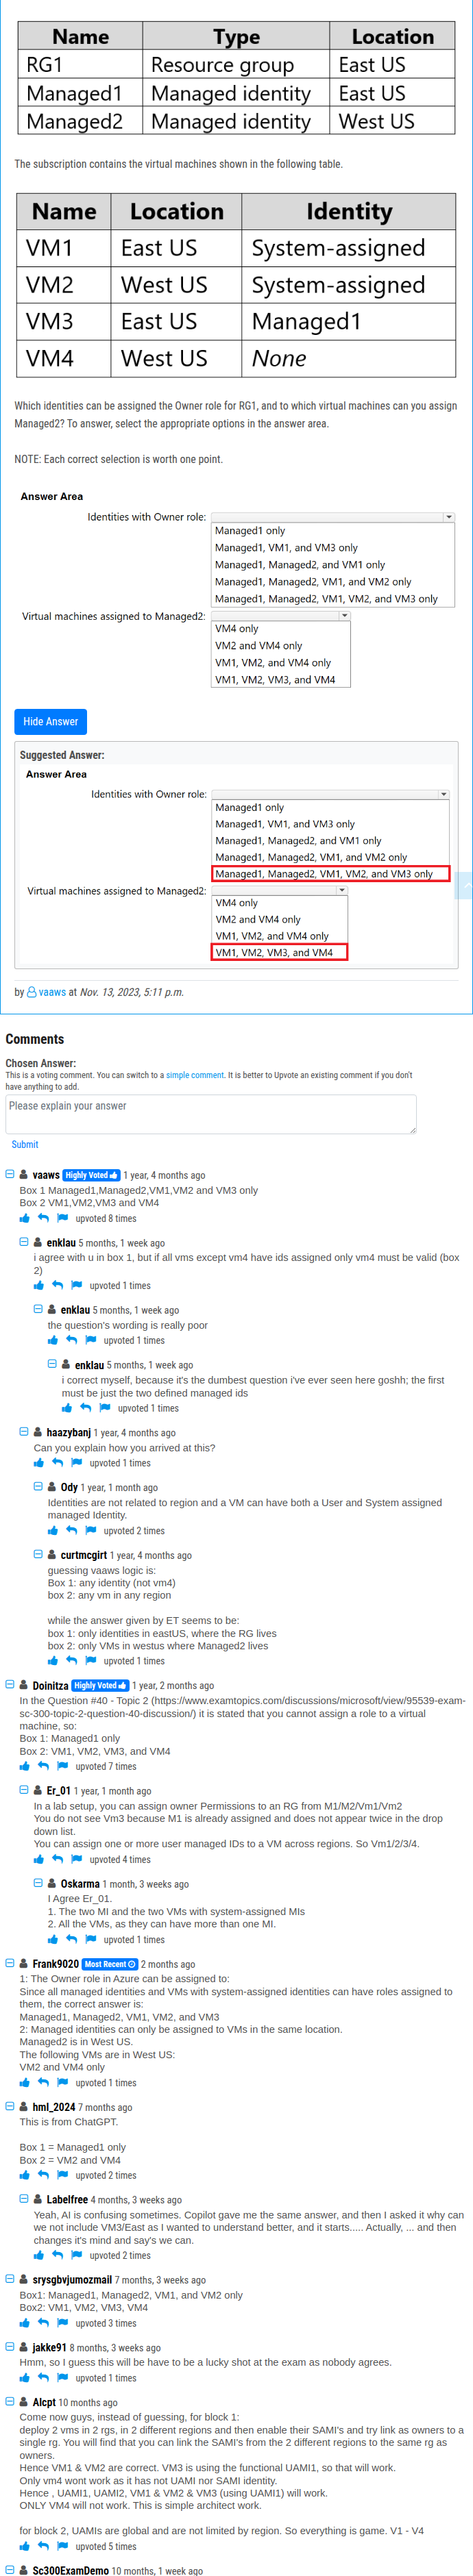 Name Type Location
RG1 Resource group East US
Managed1 Managed identity East US
Managed2 Managed identity West US
The subscription contains the virtual machines shown in the following table.
Name Location Identity
VM1 East US System-assigned
VM2 West US System-assigned
VM3 East US Managed1
VM4 West US None
Which identities can be assigned the Owner role for RG1, and to which virtual machines can you assign
Managed2? To answer, select the appropriate options in the answer area.
NOTE: Each correct selection is worth one point.
Answer Area
Identities with Owner role:
Managed1 only
Managed1, VM1, and VM3 only
Managed1, Managed2, and VM1 only
Managed1, Managed2, VM1, and VM2 only
Managed1, Managed2, VM1, VM2, and VM3 only
Virtual machines assigned to Managed2:
VM4 only
VM2 and VM4 only
VM1, VM2, and VM4 only
VM1, VM2, VM3, and VM4
Hide Answer
Suggested Answer:
Answer Area
Identities with Owner role:
Managed1 only
Managed1, VM1, and VM3 only
Managed1, Managed2, and VM1 only
Managed1, Managed2, VM1, and VM2 only
Managed1, Managed2, VM1, VM2, and VM3 only
Virtual machines assigned to Managed2:
VM4 only
VM2 and VM4 only
VM1, VM2, and VM4 only
VM1, VM2, VM3, and VM4
by vaaws at Nov. 13, 2023, 5:11 p.m.
Comments
Chosen Answer:
This is a voting comment. You can switch to a simple comment. It is better to Upvote an existing comment if you don't
have anything to add.
Please explain your answer
Submit
vaaws Highly Voted 1 year, 4 months ago
Box 1 Managed1,Managed2,VM1,VM2 and VM3 only
Box 2 VM1,VM2,VM3 and VM4
upvoted 8 times
enklau 5 months, 1 week ago
i agree with u in box 1, but if all vms except vm4 have ids assigned only vm4 must be valid (box
2)
upvoted 1 times
enklau 5 months, 1 week ago
the question's wording is really poor
upvoted 1 times
enklau 5 months, 1 week ago
i correct myself, because it's the dumbest question i've ever seen here goshh; the first
must be just the two defined managed ids
upvoted 1 times
haazybanj 1 year, 4 months ago
Can you explain how you arrived at this?
upvoted 1 times
Ody 1 year, 1 month ago
Identities are not related to region and a VM can have both a User and System assigned
managed Identity.
upvoted 2 times
curtmcgirt 1 year, 4 months ago
guessing vaaws logic is:
Box 1: any identity (not vm4)
box 2: any vm in any region
while the answer given by ET seems to be:
box 1: only identities in eastUS, where the RG lives
box 2: only VMs in westus where Managed2 lives
upvoted 1 times
Doinitza Highly Voted 1 year, 2 months ago
In the Question #40 - Topic 2 (https://www.examtopics.com/discussions/microsoft/view/95539-exam-
sc-300-topic-2-question-40-discussion/) it is stated that you cannot assign a role to a virtual
machine, so:
Box 1: Managed1 only
Box 2: VM1, VM2, VM3, and VM4
upvoted 7 times
Er_01 1 year, 1 month ago
In a lab setup, you can assign owner Permissions to an RG from M1/M2/Vm1/Vm2
You do not see Vm3 because M1 is already assigned and does not appear twice in the drop
down list.
You can assign one or more user managed IDs to a VM across regions. So Vm1/2/3/4.
upvoted 4 times
Oskarma 1 month, 3 weeks ago
I Agree Er_01.
1. The two MI and the two VMs with system-assigned MIs
2. All the VMs, as they can have more than one MI.
upvoted 1 times
Frank9020 Most Recent 2 months ago
1: The Owner role in Azure can be assigned to:
Since all managed identities and VMs with system-assigned identities can have roles assigned to
them, the correct answer is:
Managed1, Managed2, VM1, VM2, and VM3
2: Managed identities can only be assigned to VMs in the same location.
Managed2 is in West US.
The following VMs are in West US:
VM2 and VM4 only
upvoted 1 times
hml_2024 7 months ago
This is from ChatGPT.
Box 1 = Managed1 only
Box 2 = VM2 and VM4
upvoted 2 times
Labelfree 4 months, 3 weeks ago
Yeah, AI is confusing sometimes. Copilot gave me the same answer, and then I asked it why can
we not include VM3/East as I wanted to understand better, and it starts..... Actually, ... and then
changes it's mind and say's we can.
upvoted 2 times
srysgbvjumozmail 7 months, 3 weeks ago
Box1: Managed1, Managed2, VM1, and VM2 only
Box2: VM1, VM2, VM3, VM4
upvoted 3 times
jakke91 8 months, 3 weeks ago
Hmm, so I guess this will be have to be a lucky shot at the exam as nobody agrees.
upvoted 1 times
Alcpt 10 months ago
Come now guys, instead of guessing, for block 1:
deploy 2 vms in 2 rgs, in 2 different regions and then enable their SAMI's and try link as owners to a
single rg. You will find that you can link the SAMI's from the 2 different regions to the same rg as
owners.
Hence VM1 & VM2 are correct. VM3 is using the functional UAMI1, so that will work.
Only vm4 wont work as it has not UAMI nor SAMI identity.
Hence , UAMI1, UAMI2, VM1 & VM2 & VM3 (using UAMI1) will work.
ONLY VM4 will not work. This is simple architect work.
for block 2, UAMIs are global and are not limited by region. So everything is game. V1 - V4
upvoted 5 times
Sc300ExamDemo 10 months, 1 week ago